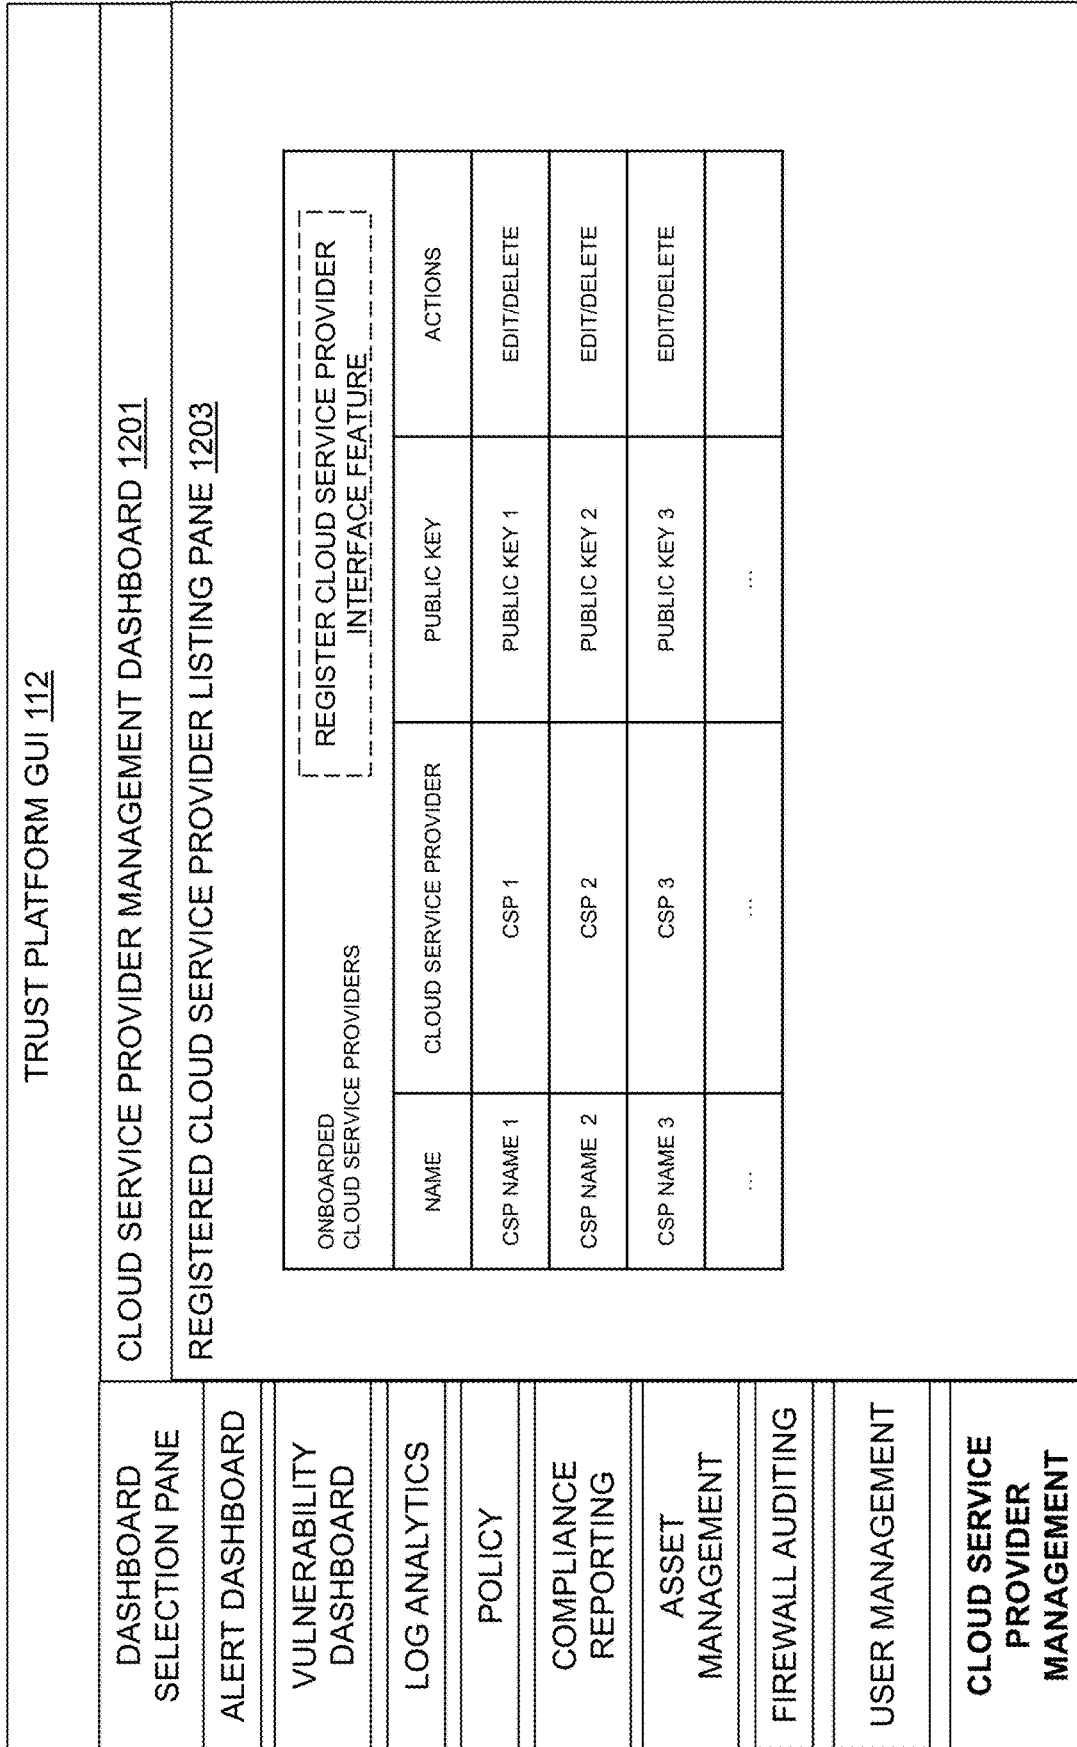 TRUST PLATFORM GUI 112
DASHBOARD
SELECTION PANE
ALERT DASHBOARD
VULNERABILITY
DASHBOARD
LOG ANALYTICS
POLICY
COMPLIANCE
REPORTING
ASSET
MANAGEMENT
FIREWALL AUDITING
USER MANAGEMENT
CLOUD SERVICE
PROVIDER
MANAGEMENT
CLOUD SERVICE PROVIDER MANAGEMENT DASHBOARD 1201
REGISTERED CLOUD SERVICE PROVIDER LISTING PANE 1203
ONBOARDED
CLOUD SERVICE PROVIDERS
REGISTER CLOUD SERVICE PROVIDER
INTERFACE FEATURE
NAME CLOUD SERVICE PROVIDER PUBLIC KEY ACTIONS
CSP NAME 1 CSP 1 PUBLIC KEY 1 EDIT/DELETE
CSP NAME 2 CSP 2 PUBLIC KEY 2 EDIT/DELETE
CSP NAME 3 CSP 3 PUBLIC KEY 3 EDIT/DELETE
... ... ...